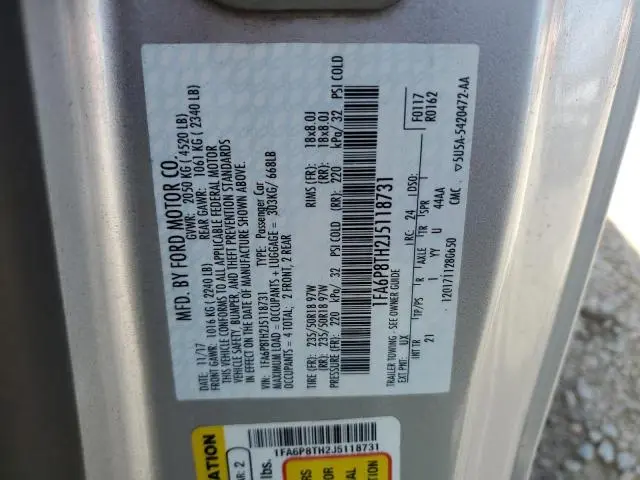 MFD. BY FORD MOTOR CO.
DATE: 11/17 GVWR: 2050 KG (4520 LB)
FRONT GAWR: 1016 KG (2240 LB) REAR GAWR: 1061 KG (2340 LB)
THIS VEHICLE CONFORMS TO ALL APPLICABLE FEDERAL MOTOR
VEHICLE SAFETY, BUMPER, AND THEFT PREVENTION STANDARDS
IN EFFECT ON THE DATE OF MANUFACTURE SHOWN ABOVE.
VIN: 1FA6P8TH2J5118731 TYPE: Passenger Car
MAXIMUM LOAD = OCCUPANTS + LUGGAGE = 303KG/ 668LB
OCCUPANTS = 4 TOTAL; 2 FRONT, 2 REAR
TIRE (FR): 235/50R18 97W RIMS (FR): 18x8.0J
(RR): 235/50R18 97W (RR): 18x8.0J
PRESSURE (FR): 220 kPa/ 32 PSI COLD (RR): 220 kPa/ 32 PSI COLD
1FA6P8TH2J5118731
TRAILER TOWING - SEE OWNER GUIDE F0117
EXT PNT: UX RC: 24 DSO: R0162
INT TR TP/PS R AXLE TR SPR
21 I YY U 44AA
CMC. 5U5A-5420472-AA
1FA6P8TH2J5118731
lbs.